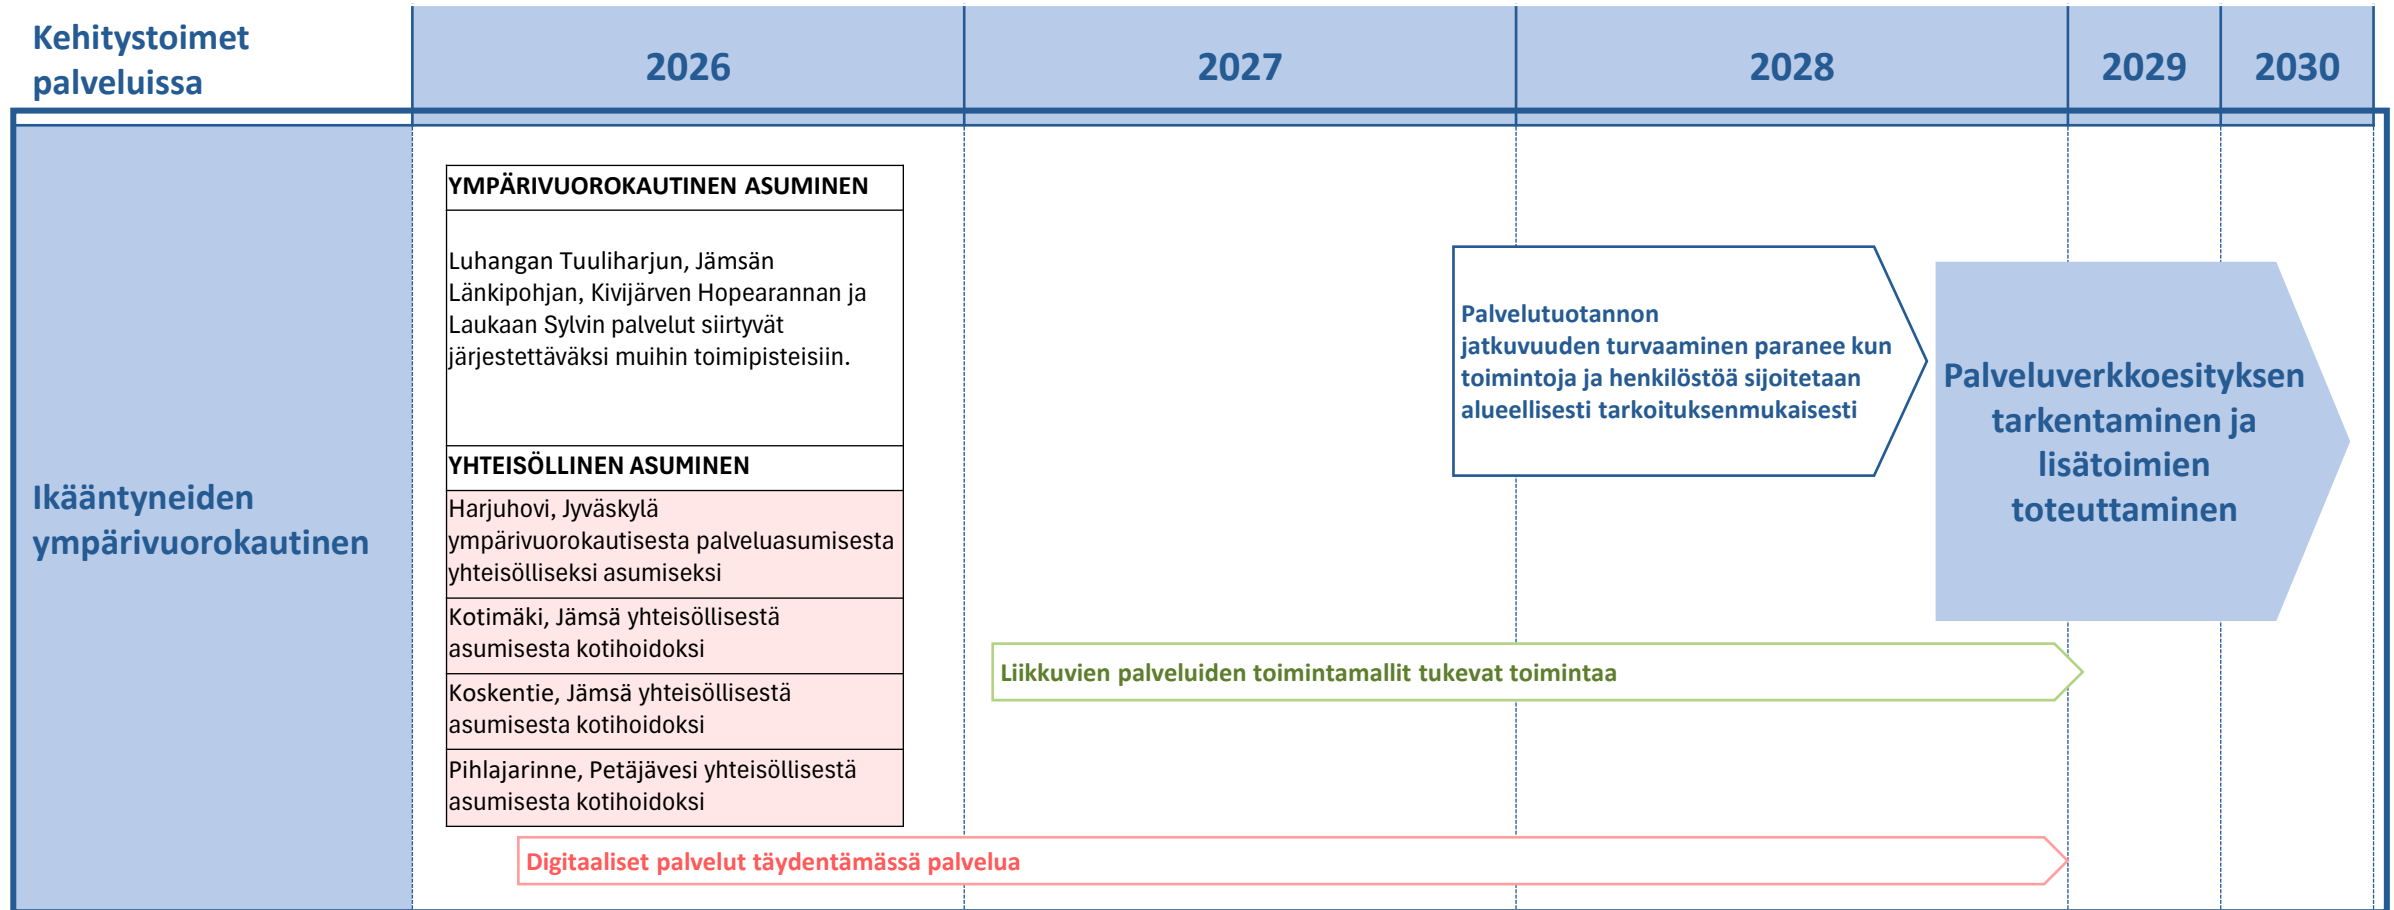 Kehitystoimet
palveluissa
2026
2027
2028
2029
2030
Ikääntyneiden
ympärivuorokautinen
YMPÄRIVUOROKAUTINEN ASUMINEN
Luhangan Tuuliharjun, Jämsän
Länkipohjan, Kivijärven Hopearannan ja
Laukaan Sylvin palvelut siirtyvät
järjestettäväksi muihin toimipisteisiin.
YHTEISÖLLINEN ASUMINEN
Harjuhovi, Jyväskylä
ympärivuorokautisesta palveluasumisesta
yhteisölliseksi asumiseksi
Kotimäki, Jämsä yhteisöllisestä
asumisesta kotihoidoksi
Koskentie, Jämsä yhteisöllisestä
asumisesta kotihoidoksi
Pihlajarinne, Petäjävesi yhteisöllisestä
asumisesta kotihoidoksi
Palvelutuotannon
jatkuvuuden turvaaminen paranee kun
toimintoja ja henkilöstöä sijoitetaan
alueellisesti tarkoituksenmukaisesti
Palveluverkkoesityksen
tarkentaminen ja
lisätoimien
toteuttaminen
Liikkuvien palveluiden toimintamallit tukevat toimintaa
Digitaaliset palvelut täydentämässä palvelua